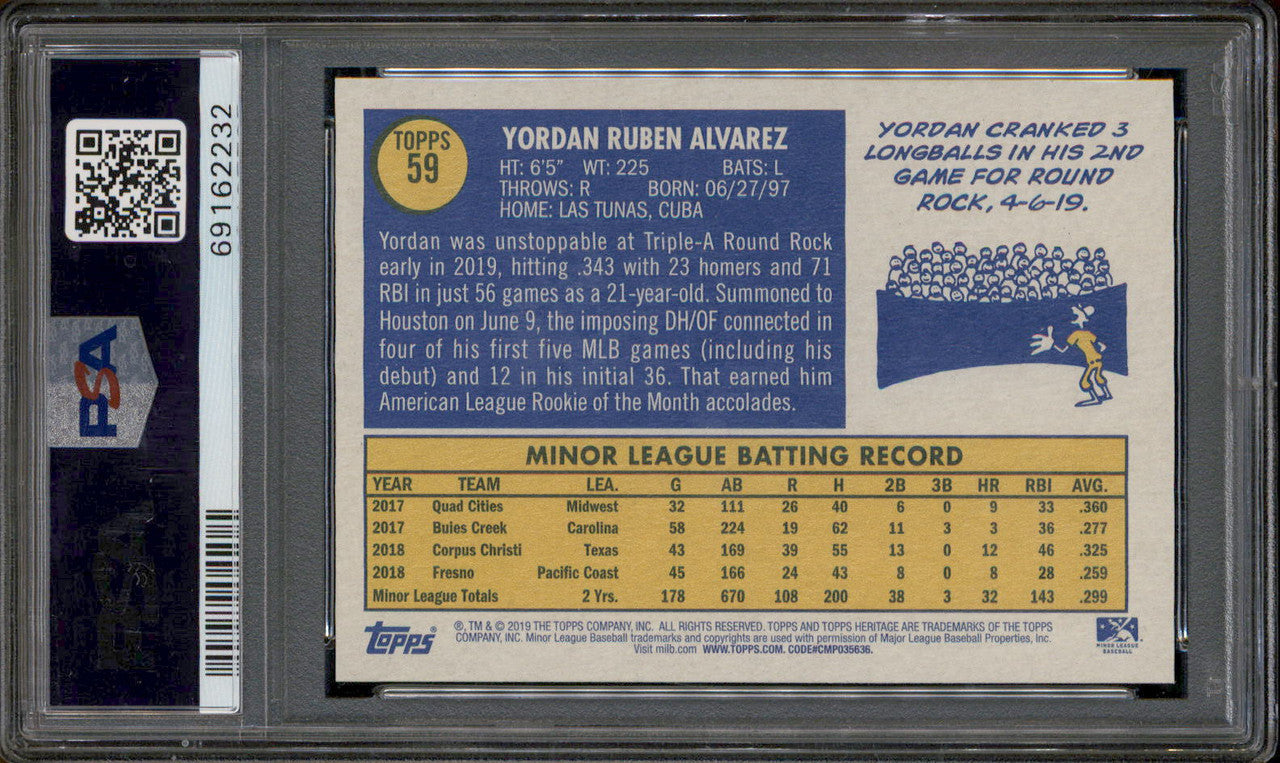 69162232
PSA
TOPPS
59
YORDAN RUBEN ALVAREZ
HT: 6'5" WT: 225 BATS: L
THROWS: R BORN: 06/27/97
HOME: LAS TUNAS, CUBA
Yordan was unstoppable at Triple-A Round Rock
early in 2019, hitting .343 with 23 homers and 71
RBI in just 56 games as a 21-year-old. Summoned to
Houston on June 9, the imposing DH/OF connected in
four of his first five MLB games (including his
debut) and 12 in his initial 36. That earned him
American League Rookie of the Month accolades.
YORDAN CRANKED 3
LONGBALLS IN HIS 2ND
GAME FOR ROUND
ROCK, 4-6-19.
MINOR LEAGUE BATTING RECORD
YEAR TEAM LEA. G AB R H 2B 3B HR RBI AVG.
2017 Quad Cities Midwest 32 111 26 40 6 0 9 33 .360
2017 Buies Creek Carolina 58 224 19 62 11 3 3 36 .277
2018 Corpus Christi Texas 43 169 39 55 13 0 12 46 .325
2018 Fresno Pacific Coast 45 166 24 43 8 0 8 28 .259
Minor League Totals 2 Yrs. 178 670 108 200 38 3 32 143 .299
TOPPS®
®, TM & © 2019 THE TOPPS COMPANY, INC. ALL RIGHTS RESERVED. TOPPS AND TOPPS HERITAGE ARE TRADEMARKS OF THE TOPPS
COMPANY, INC. Minor League Baseball trademarks and copyrights are used with permission of Major League Baseball Properties, Inc.
Visit milb.com WWW.TOPPS.COM. CODE#CMP035636.
MINOR LEAGUE
BASEBALL